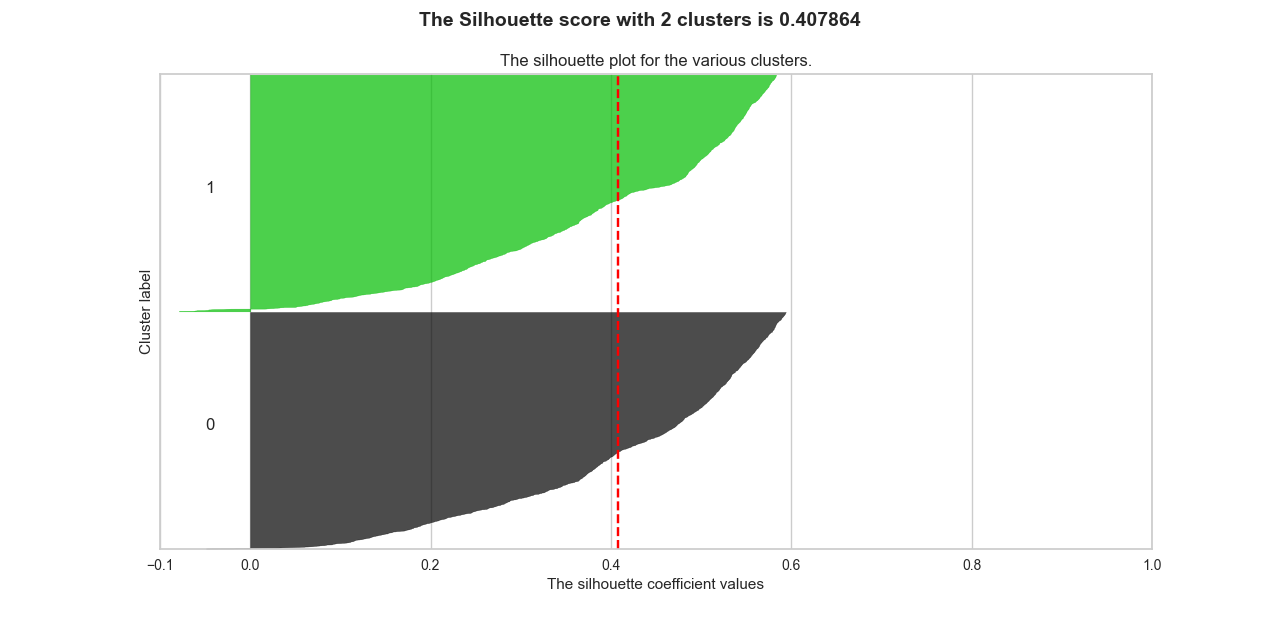 The Silhouette score with 2 clusters is 0.407864
The silhouette plot for the various clusters.
1
0
Cluster label
−0.1 0.0 0.2 0.4 0.6 0.8 1.0
The silhouette coefficient values